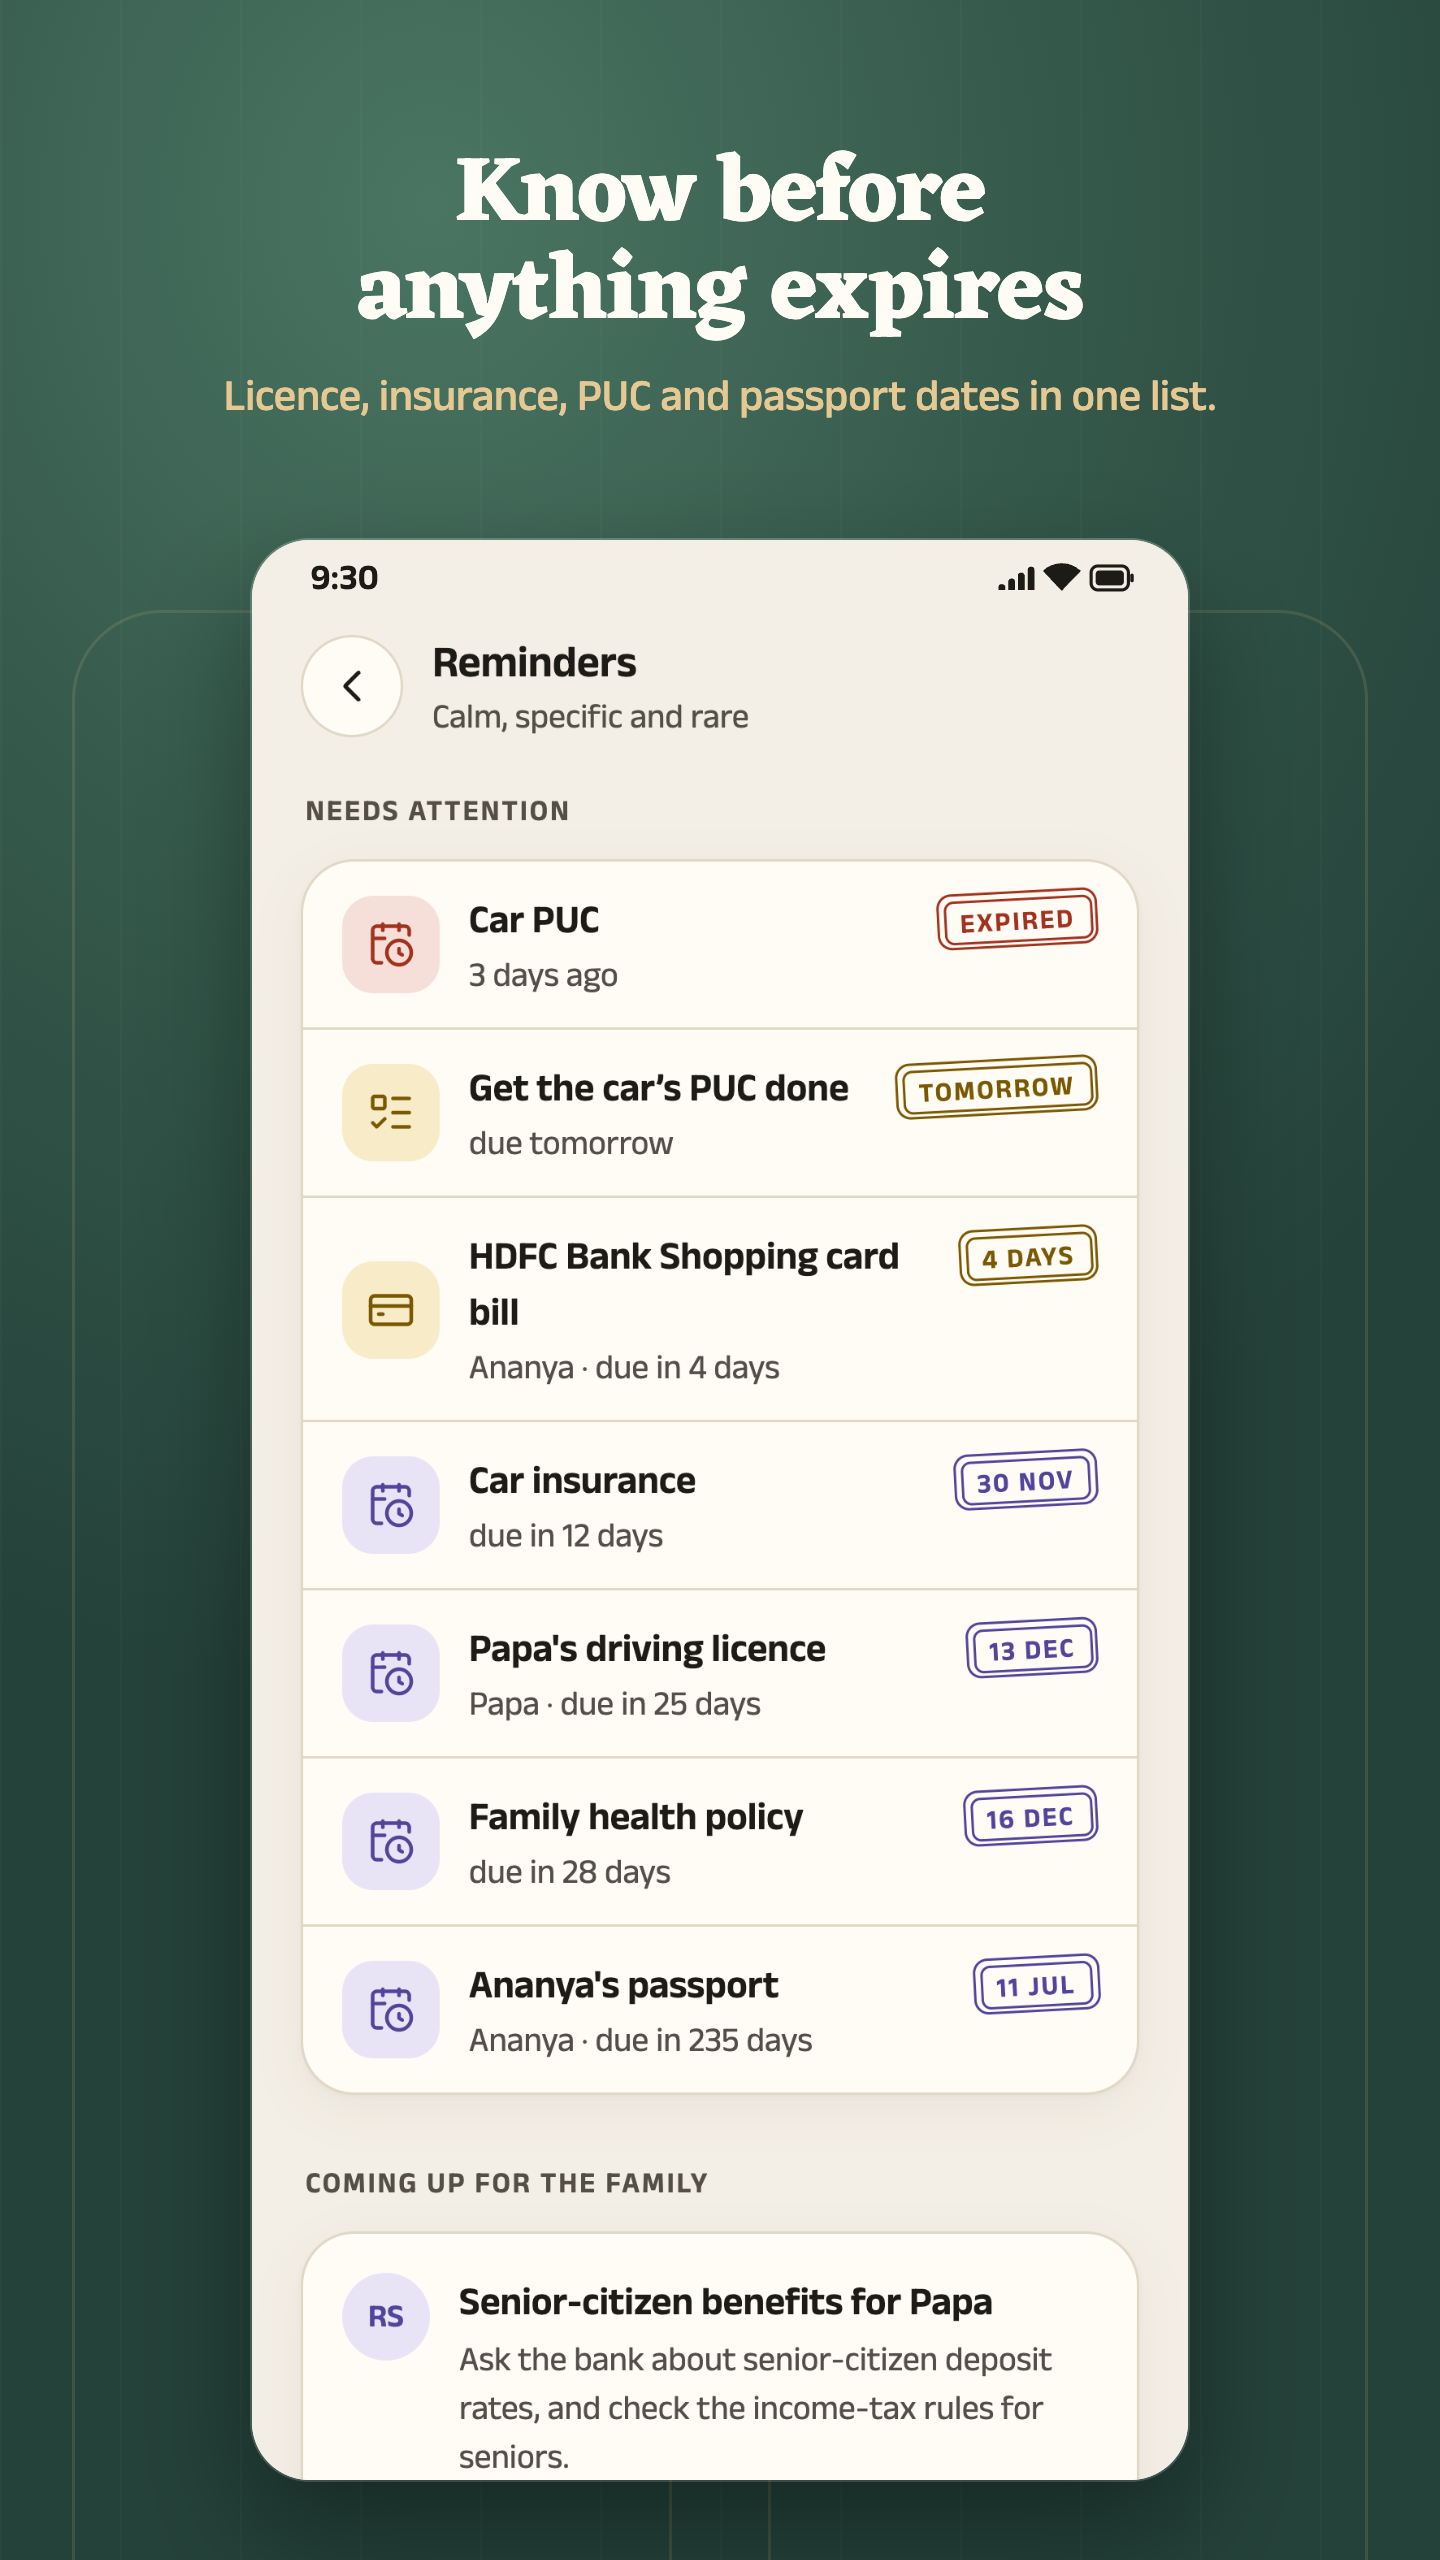 Know before
anything expires
Licence, insurance, PUC and passport dates in one list.
9:30
Reminders
Calm, specific and rare
NEEDS ATTENTION
Car PUC
EXPIRED
3 days ago
Get the car’s PUC done
TOMORROW
due tomorrow
HDFC Bank Shopping card
4 DAYS
bill
Ananya · due in 4 days
Car insurance
30 NOV
due in 12 days
Papa's driving licence
13 DEC
Papa · due in 25 days
Family health policy
16 DEC
due in 28 days
Ananya's passport
11 JUL
Ananya · due in 235 days
COMING UP FOR THE FAMILY
RS
Senior-citizen benefits for Papa
Ask the bank about senior-citizen deposit
rates, and check the income-tax rules for
seniors.